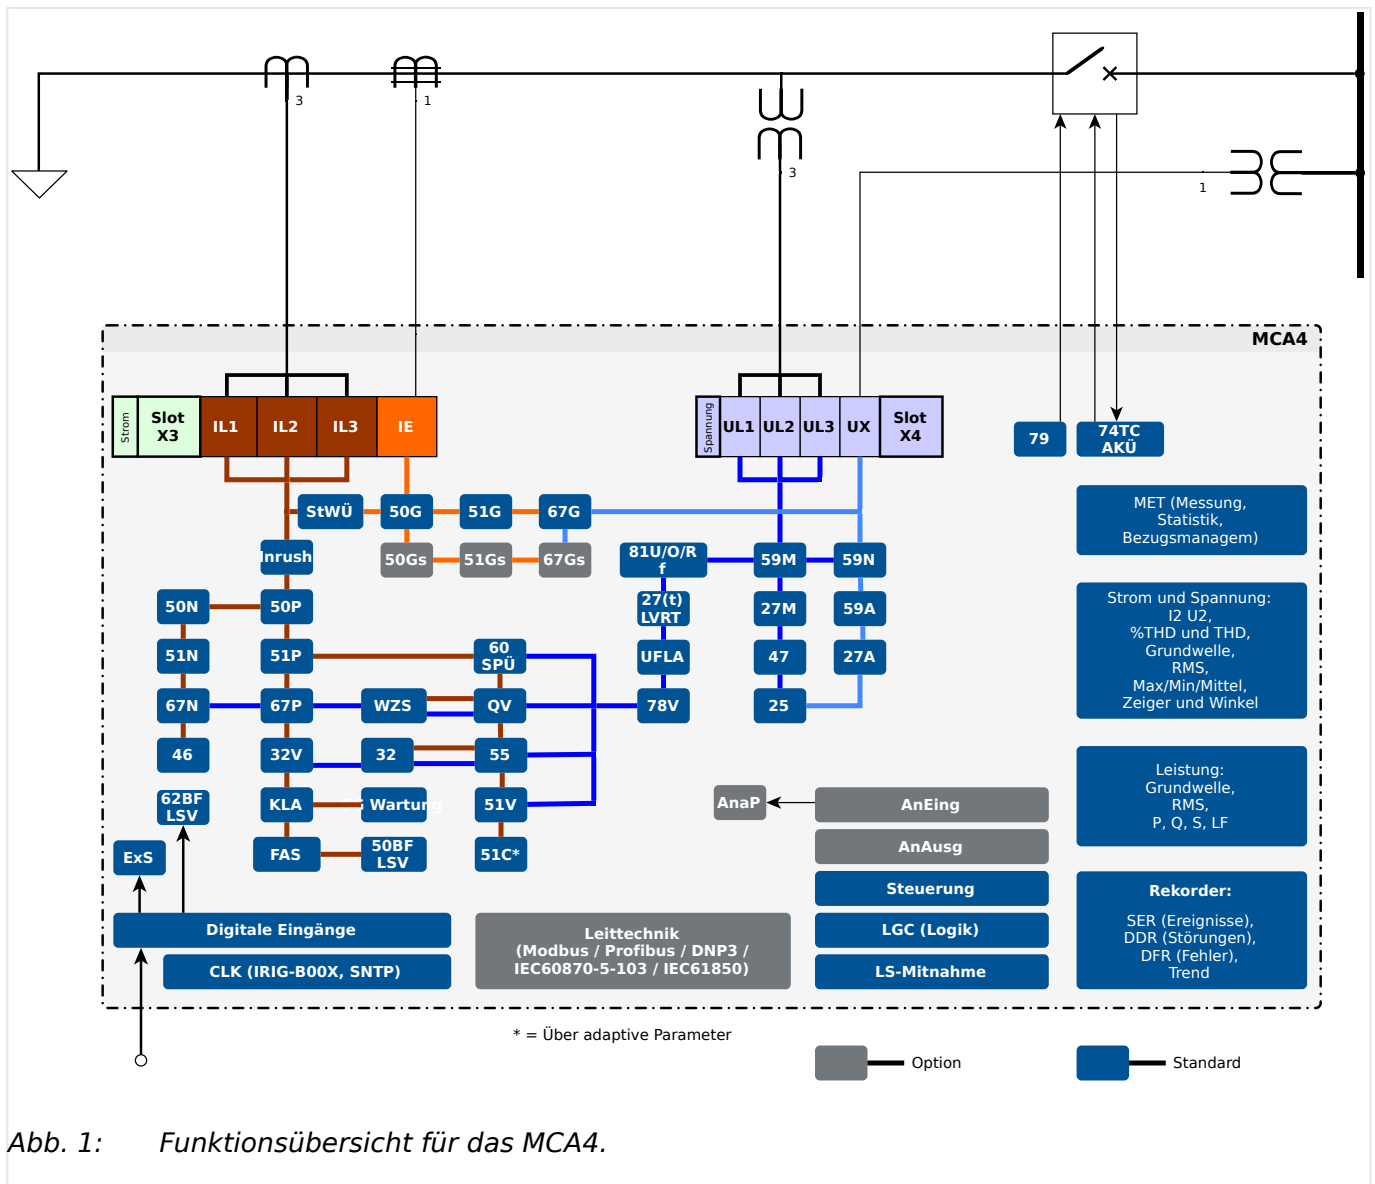 3
1
3
1
MCA4
Strom
Slot
X3
IL1
IL2
IL3
IE
Spannung
UL1
UL2
UL3
UX
Slot
X4
79
74TC
AKÜ
StWÜ
50G
51G
67G
Inrush
50Gs
51Gs
67Gs
81U/O/R
f
59M
59N
MET (Messung,
Statistik,
Bezugsmanagem)
50N
50P
27(t)
LVRT
27M
59A
51N
51P
60
SPÜ
UFLA
47
27A
Strom und Spannung:
I2 U2,
%THD und THD,
Grundwelle,
RMS,
Max/Min/Mittel,
Zeiger und Winkel
67N
67P
WZS
QV
78V
25
46
32V
32
55
Leistung:
Grundwelle,
RMS,
P, Q, S, LF
62BF
LSV
KLA
Wartung
51V
AnaP
AnEing
ExS
FAS
50BF
LSV
51C*
AnAusg
Steuerung
Rekorder:
SER (Ereignisse),
DDR (Störungen),
DFR (Fehler),
Trend
Digitale Eingänge
Leittechnik
(Modbus / Profibus / DNP3 /
IEC60870-5-103 / IEC61850)
LGC (Logik)
CLK (IRIG-B00X, SNTP)
LS-Mitnahme
* = Über adaptive Parameter
Option
Standard
Abb. 1: Funktionsübersicht für das MCA4.